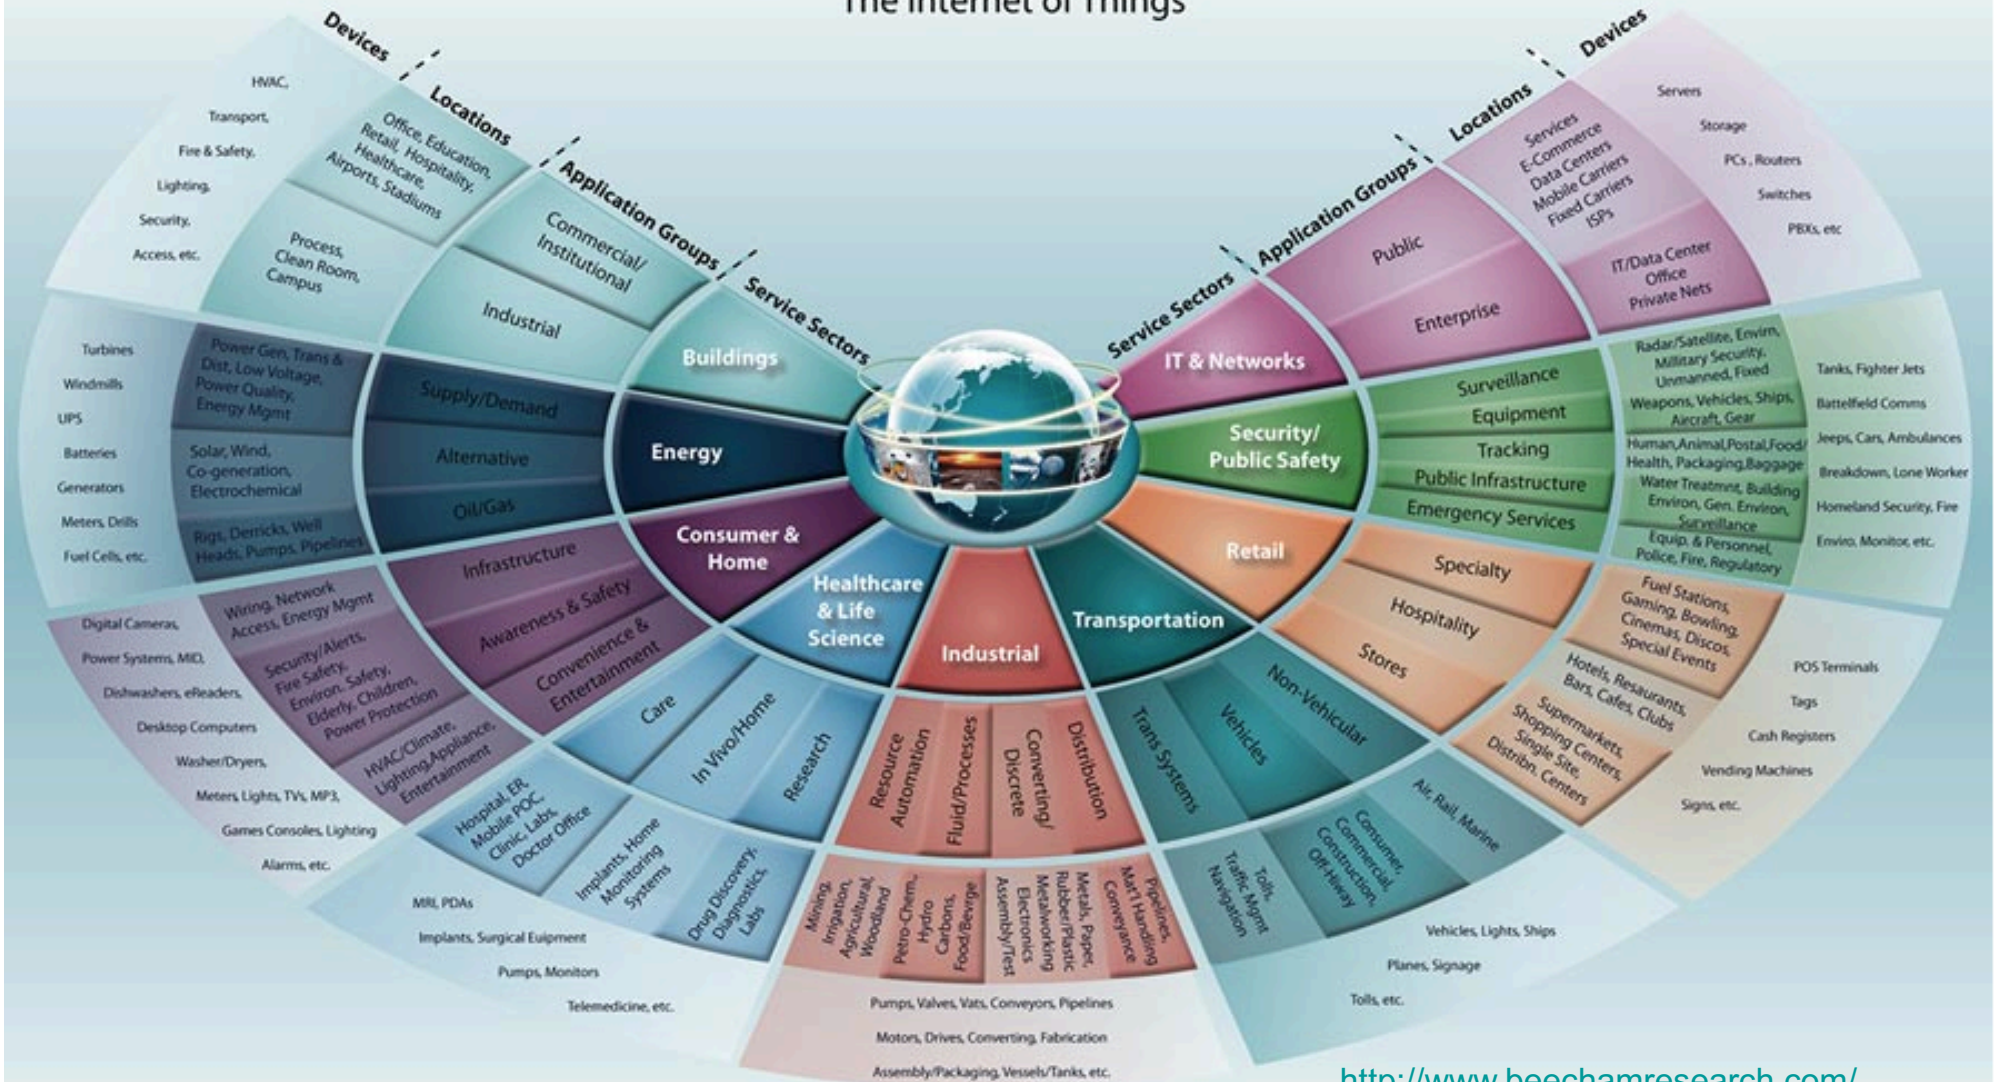 The Internet of Things
Devices
Locations
Application Groups
Service Sectors
HVAC,
Transport,
Fire & Safety,
Lighting,
Security,
Access, etc.
Office, Education,
Retail, Hospitality,
Healthcare,
Airports, Stadiums
Process,
Clean Room,
Campus
Commercial/
Institutional
Industrial
Buildings
Turbines
Windmills
UPS
Batteries
Generators
Meters, Drills
Fuel Cells, etc.
Power Gen, Trans &
Dist, Low Voltage,
Power Quality,
Energy Mgmt
Solar, Wind,
Co-generation,
Electrochemical
Rigs, Derricks, Well
Heads, Pumps, Pipelines
Supply/Demand
Alternative
Oil/Gas
Energy
Digital Cameras,
Power Systems, MID,
Dishwashers, eReaders,
Desktop Computers
Washer/Dryers,
Meters, Lights, TVs, MP3,
Games Consoles, Lighting
Alarms, etc.
Wiring, Network
Access, Energy Mgmt
Security/Alerts,
Fire Safety,
Environ. Safety,
Elderly, Children,
Power Protection
HVAC/Climate,
Lighting,Appliance,
Entertainment
Infrastructure
Awareness & Safety
Convenience &
Entertainment
Consumer &
Home
MRI, PDAs
Implants, Surgical Euipment
Pumps, Monitors
Telemedicine, etc.
Hospital, ER,
Mobile POC,
Clinic, Labs,
Doctor Office
Implants, Home
Monitoring
Systems
Drug Discovery,
Diagnostics,
Labs
Care
In Vivo/Home
Research
Healthcare
& Life
Science
Industrial
Resource
Automation
Fluid/Processes
Converting/
Discrete
Distribution
Mining,
Irrigation,
Agricultural,
Woodland
Petro-Chem.,
Hydro
Carbons,
Food/Bevrge
Metals, Paper,
Rubber/Plastic
Metalworking
Electronics
Assembly/Test
Pipelines,
Mat'l Handling
Conveyance
Pumps, Valves, Vats, Conveyors, Pipelines
Motors, Drives, Converting, Fabrication
Assembly/Packaging, Vessels/Tanks, etc.
Transportation
Trans Systems
Vehicles
Non-Vehicular
Tolls,
Traffic Mgmt
Navigation
Consumer,
Commercial,
Construction,
Off-Hiway
Air, Rail, Marine
Vehicles, Lights, Ships
Planes, Signage
Tolls, etc.
Retail
Specialty
Hospitality
Stores
Fuel Stations,
Gaming, Bowling,
Cinemas, Discos,
Special Events
Hotels, Resaurants,
Bars, Cafes, Clubs
Supermarkets,
Shopping Centers,
Single Site,
Distribn. Centers
POS Terminals
Tags
Cash Registers
Vending Machines
Signs, etc.
Security/
Public Safety
Surveillance
Equipment
Tracking
Public Infrastructure
Emergency Services
Radar/Satellite, Envirn,
Millitary Security,
Unmanned, Fixed
Weapons, Vehicles, Ships,
Aircraft, Gear
Human,Animal,Postal,Food/
Health, Packaging,Baggage
Water Treatmnt, Building
Environ, Gen. Environ,
Surveillance
Equip. & Personnel,
Police, Fire, Regulatory
Tanks, Fighter Jets
Battelfield Comms
Jeeps, Cars, Ambulances
Breakdown, Lone Worker
Homeland Security, Fire
Enviro. Monitor, etc.
IT & Networks
Public
Enterprise
Services
E-Commerce
Data Centers
Mobile Carriers
Fixed Carriers
ISPs
IT/Data Center
Office
Private Nets
Servers
Storage
PCs , Routers
Switches
PBXs, etc
Service Sectors
Application Groups
Locations
Devices
http://www.beechamresearch.com/